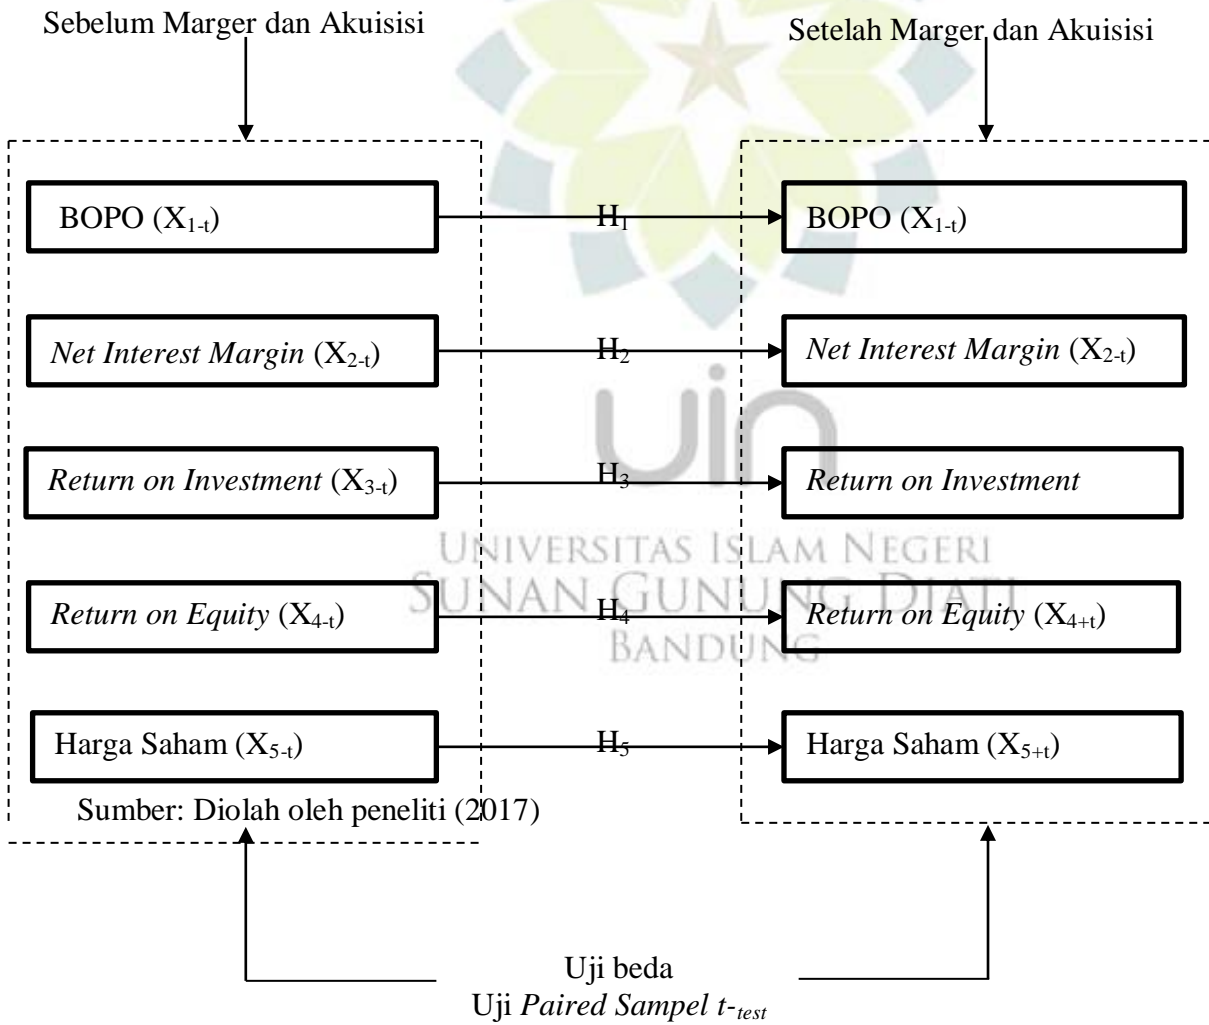 Sebelum Marger dan Akuisisi
Setelah Marger dan Akuisisi
BOPO (X1-t)
H1
BOPO (X1-t)
Net Interest Margin (X2-t)
H2
Net Interest Margin (X2-t)
uin
Return on Investment (X3-t)
H3
Return on Investment
UNIVERSITAS ISLAM NEGERI
SUNAN GUNUNG DJATI
BANDUNG
Return on Equity (X4-t)
H4
Return on Equity (X4+t)
Harga Saham (X5-t)
H5
Harga Saham (X5+t)
Sumber: Diolah oleh peneliti (2017)
Uji beda
Uji Paired Sampel t-test